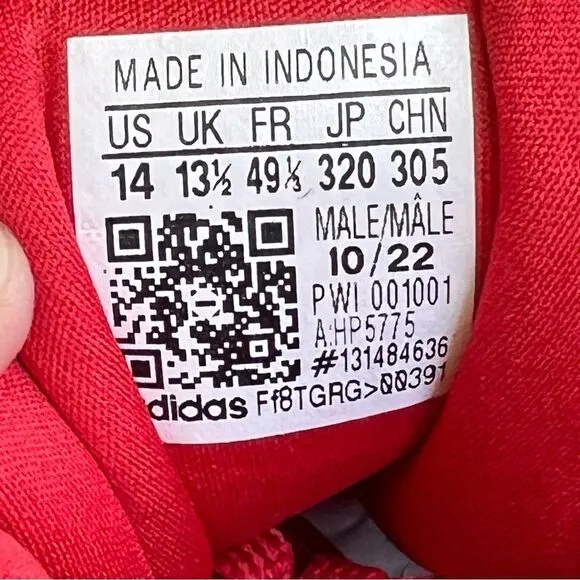 MADE IN INDONESIA
US UK FR JP CHN
14 13½ 49⅓ 320 305
MALE/MÂLE
10/22
PWI 001001
A:HP5775
#131484636
adidas Ff8TGRG>00391